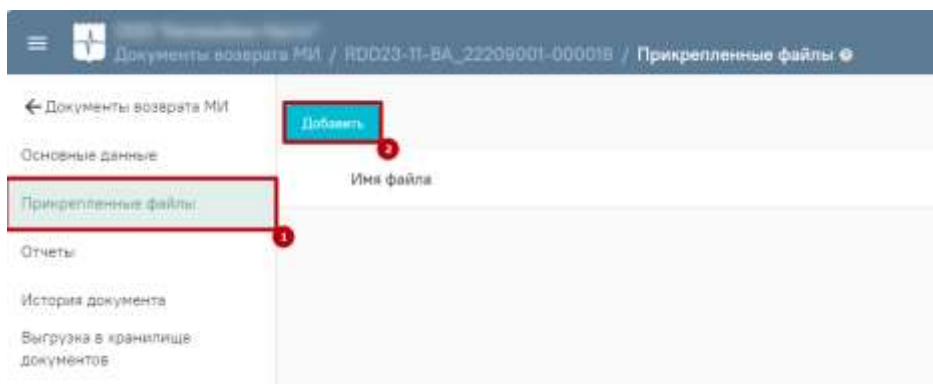 Документы возврата МИ / RDD23-11-BA_22209001-000018 / Прикрепленные файлы
← Документы возврата МИ
Добавить
2
Основные данные
Имя файла
Прикрепленные файлы
1
Отчеты
История документа
Выгрузка в хранилище
документов